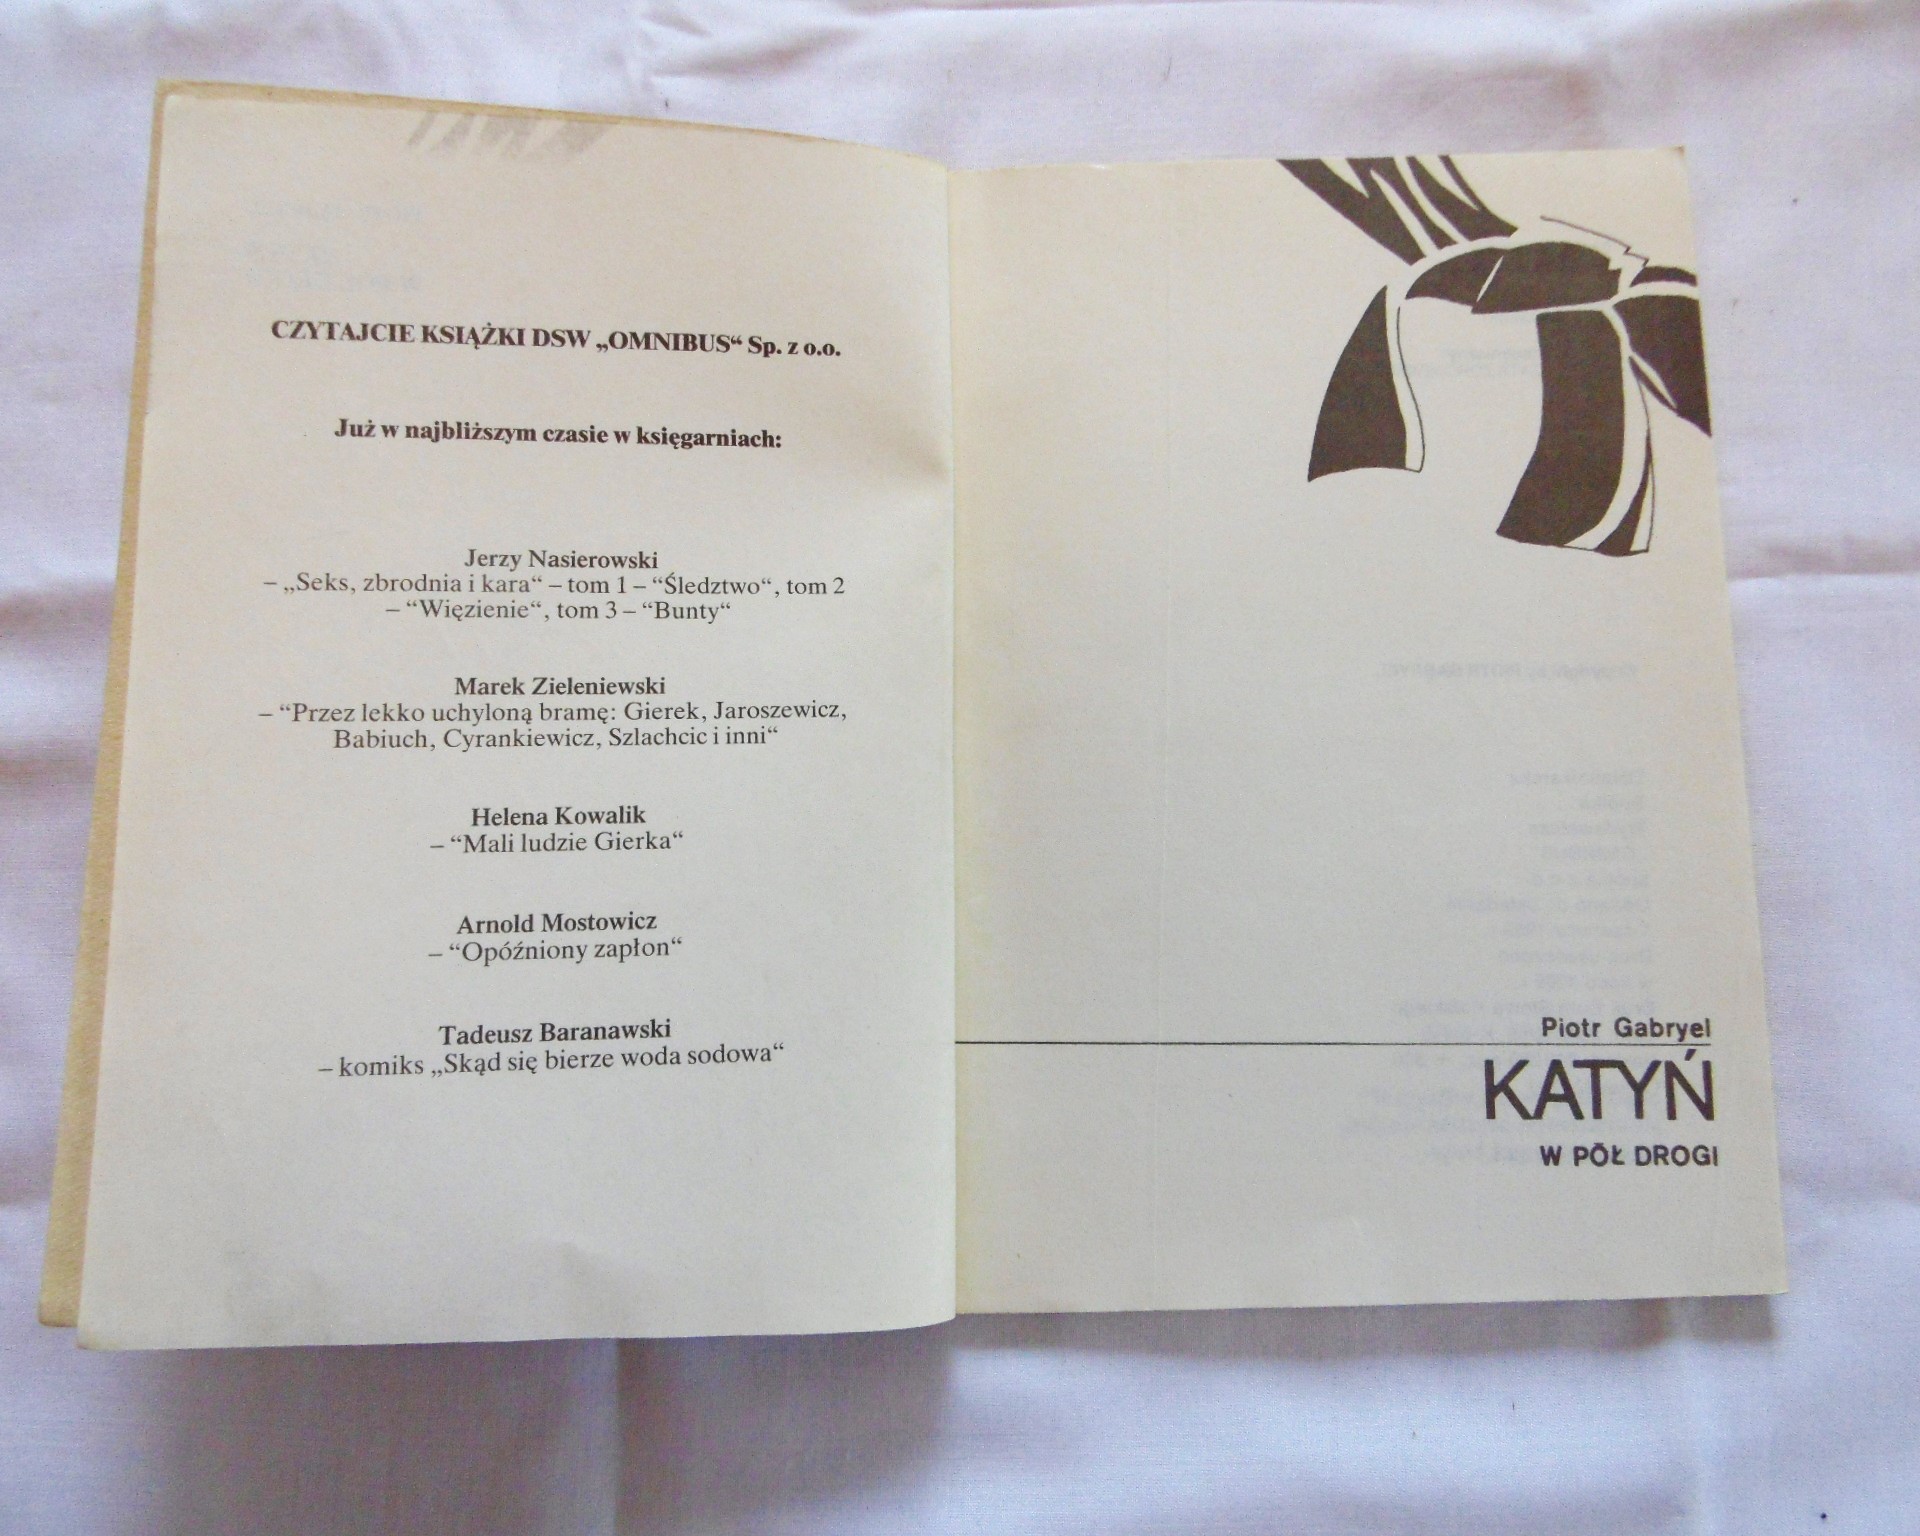 CZYTAJCIE KSIĄŻKI DSW „OMNIBUS“ Sp. z o.o.
Już w najbliższym czasie w księgarniach:
Jerzy Nasierowski
– „Seks, zbrodnia i kara“ – tom 1 – “Śledztwo“, tom 2
– “Więzienie“, tom 3 – “Bunty“
Marek Zieleniewski
– “Przez lekko uchyloną bramę: Gierek, Jaroszewicz,
Babiuch, Cyrankiewicz, Szlachcic i inni“
Helena Kowalik
– “Mali ludzie Gierka“
Arnold Mostowicz
– “Opóźniony zapłon“
Tadeusz Baranawski
– komiks „Skąd się bierze woda sodowa“
Piotr Gabryel
KATYŃ
W PÓŁ DROGI